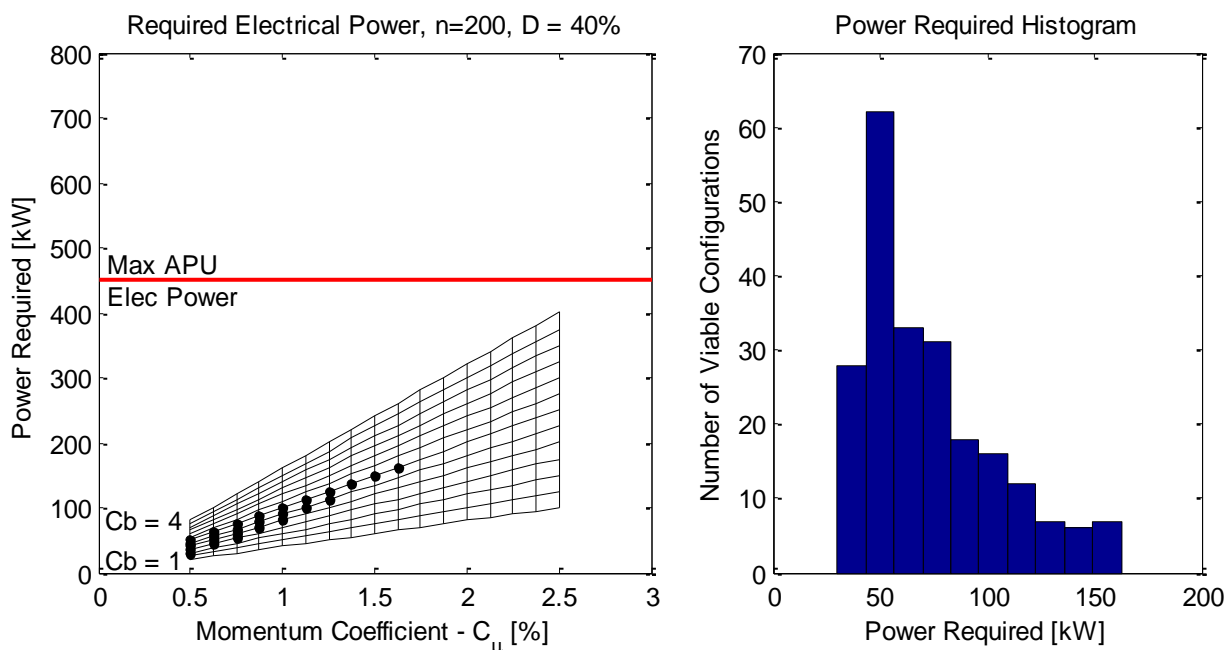 Required Electrical Power, n=200, D = 40%
800
700
600
500
400
300
200
100
0
Power Required [kW]
Max APU
Elec Power
Cb = 4
Cb = 1
0
0.5
1
1.5
2
2.5
3
Momentum Coefficient - Cμ [%]
Power Required Histogram
70
60
50
40
30
20
10
0
Number of Viable Configurations
0
50
100
150
200
Power Required [kW]